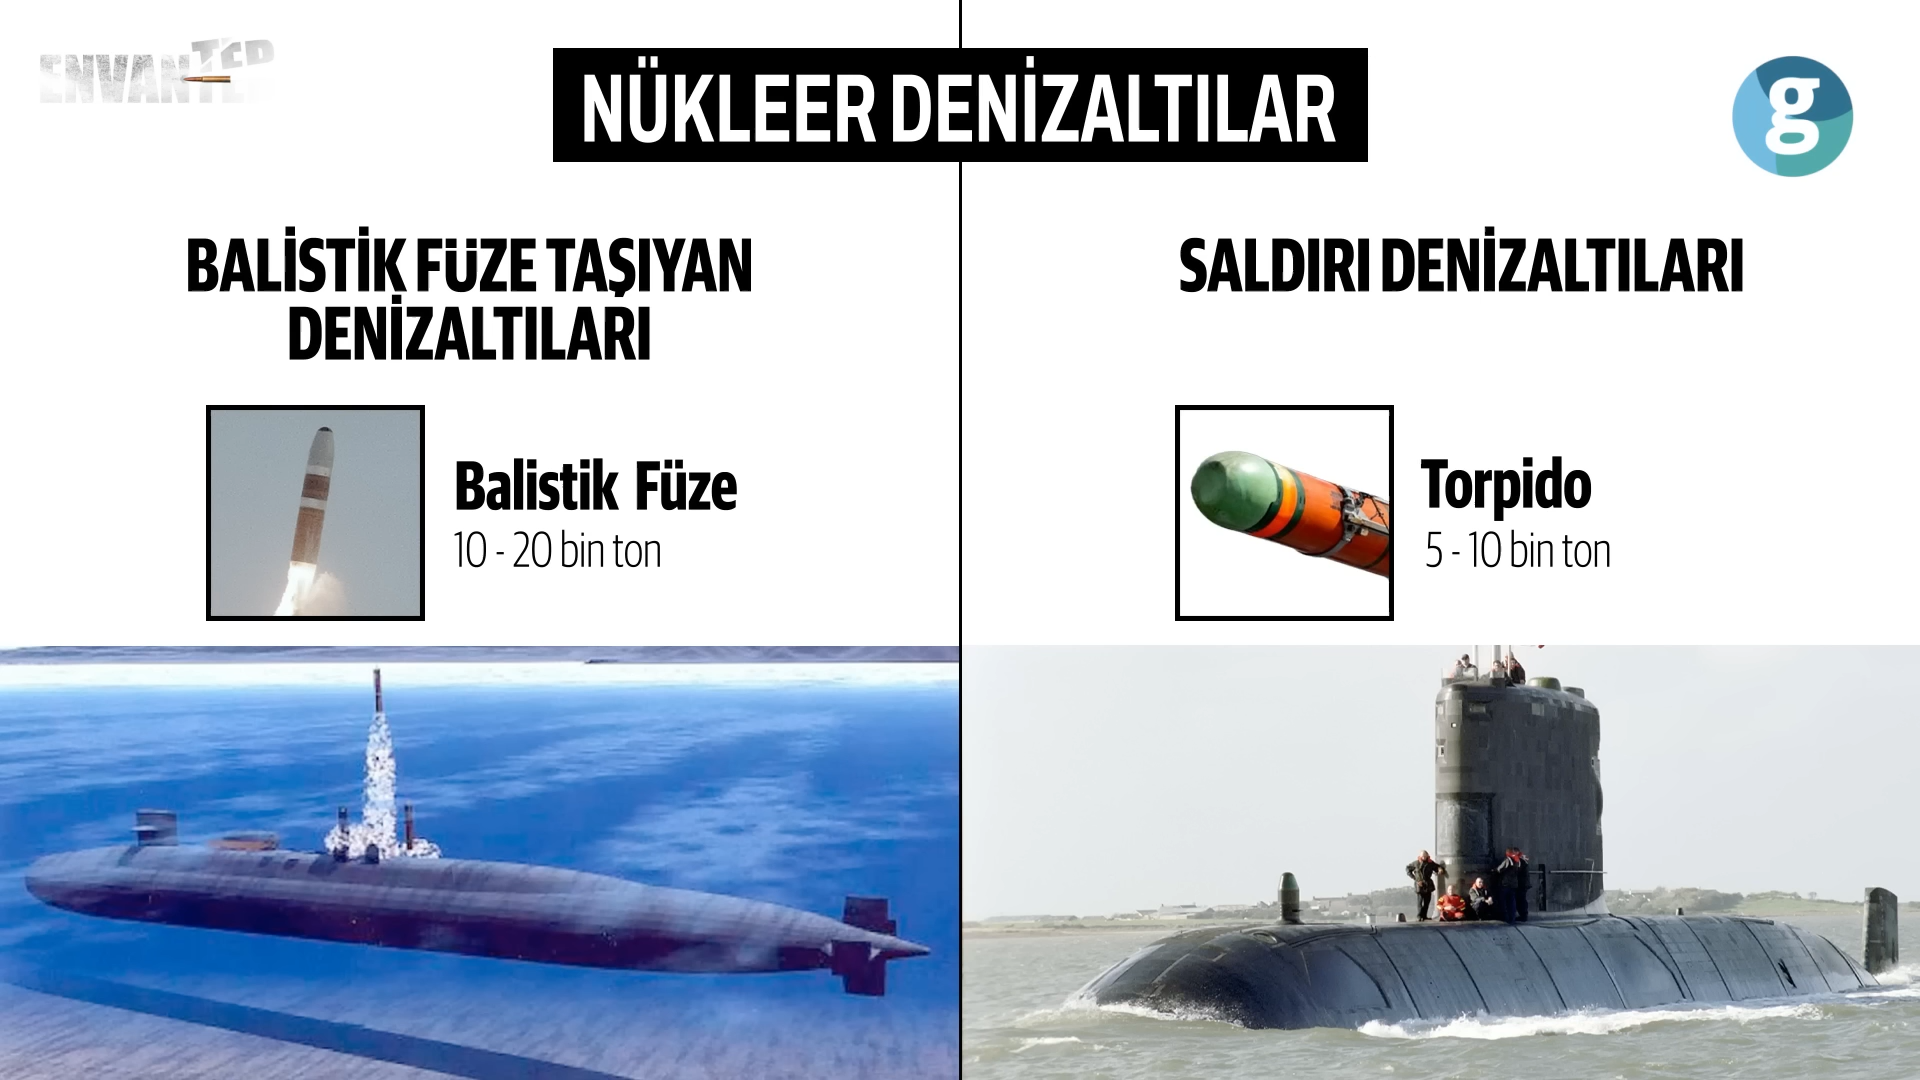 ENVANTER
NÜKLEER DENİZALTILAR
g
BALİSTİK FÜZE TAŞIYAN
DENİZALTILARI
SALDIRI DENİZALTILARI
Balistik Füze
10 - 20 bin ton
Torpido
5 - 10 bin ton